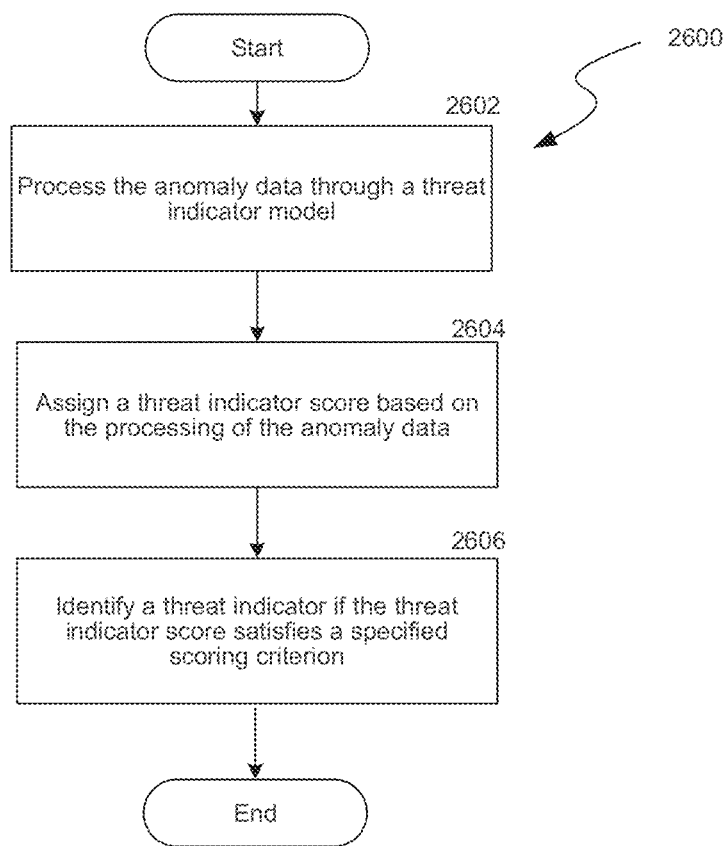 Start
2600
2602
Process the anomaly data through a threat
indicator model
2604
Assign a threat indicator score based on
the processing of the anomaly data
2606
Identify a threat indicator if the threat
indicator score satisfies a specified
scoring criterion
End